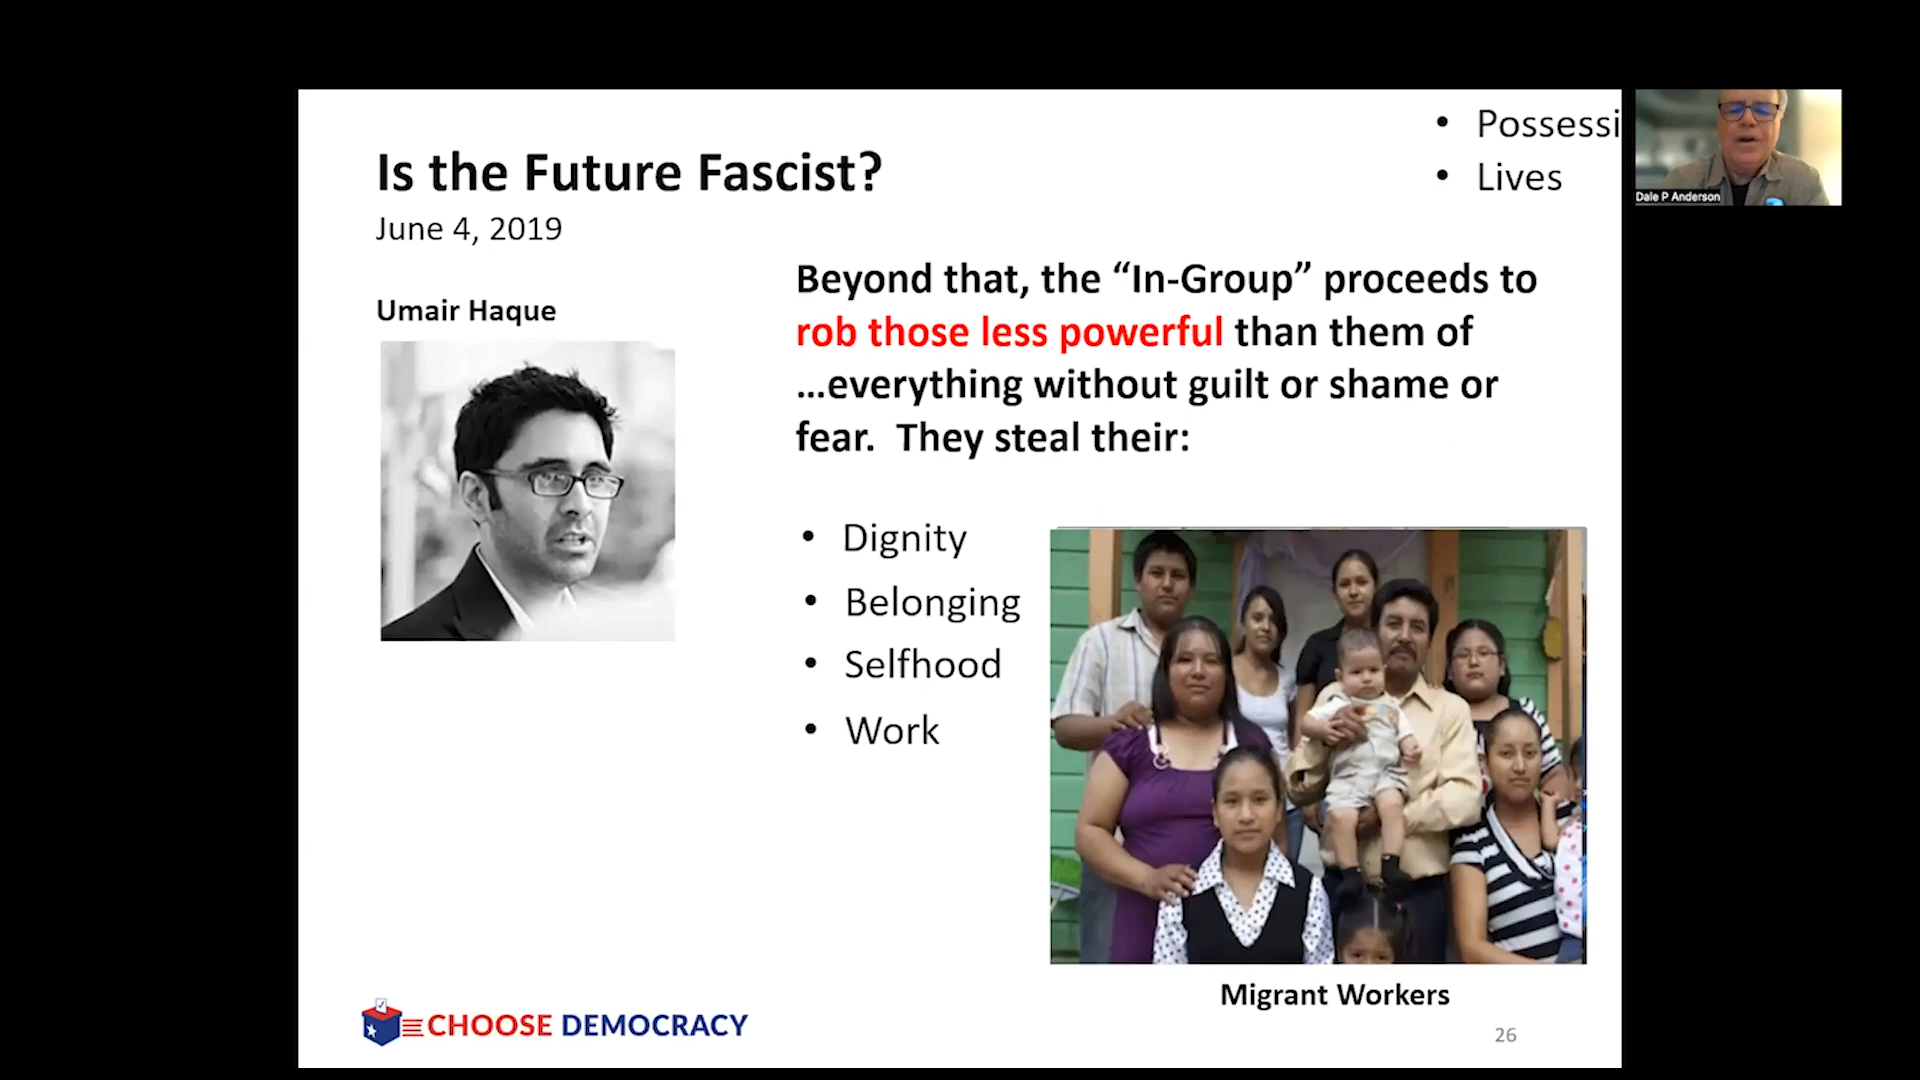 Is the Future Fascist?
June 4, 2019
Umair Haque
• Possessi
• Lives
Beyond that, the “In-Group” proceeds to
rob those less powerful than them of
...everything without guilt or shame or
fear.  They steal their:
• Dignity
• Belonging
• Selfhood
• Work
Migrant Workers
CHOOSE DEMOCRACY
26
Dale P Anderson